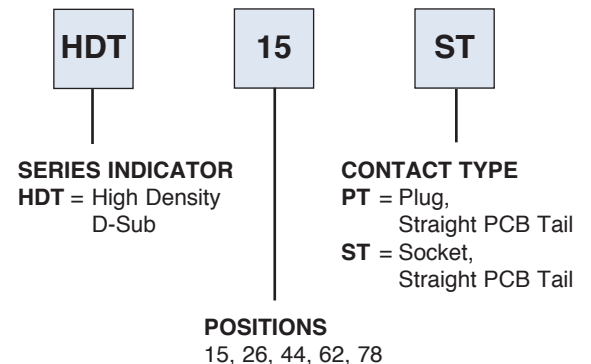 HDT
15
ST
SERIES INDICATOR
HDT = High Density
D-Sub
CONTACT TYPE
PT = Plug,
Straight PCB Tail
ST = Socket,
Straight PCB Tail
POSITIONS
15, 26, 44, 62, 78